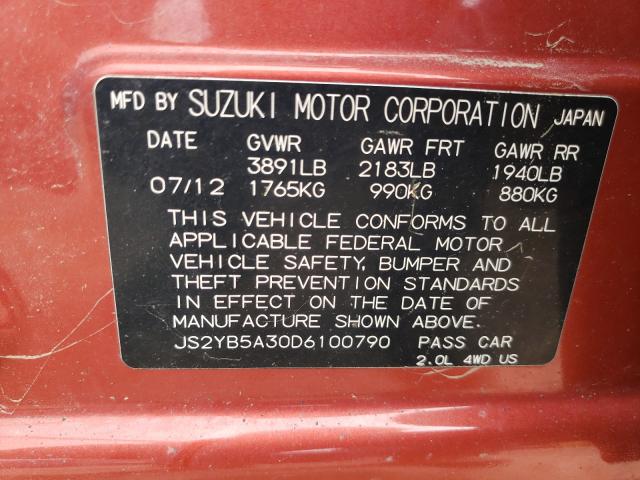 MFD BY SUZUKI MOTOR CORPORATION JAPAN
DATE GVWR GAWR FRT GAWR RR
3891LB 2183LB 1940LB
07/12 1765KG 990KG 880KG
THIS VEHICLE CONFORMS TO ALL
APPLICABLE FEDERAL MOTOR
VEHICLE SAFETY, BUMPER AND
THEFT PREVENTION STANDARDS
IN EFFECT ON THE DATE OF
MANUFACTURE SHOWN ABOVE.
JS2YB5A30D6100790 PASS CAR
2.0L 4WD US